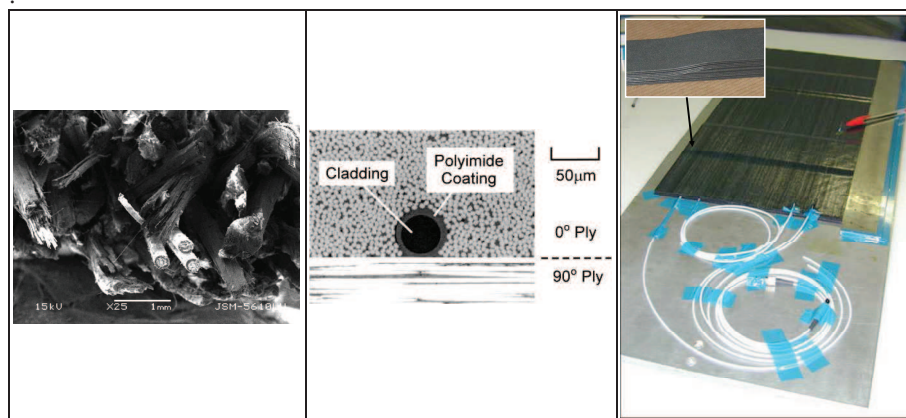 15kV X25 1mm
Cladding
Polyimide
Coating
50μm
0° Ply
90° Ply